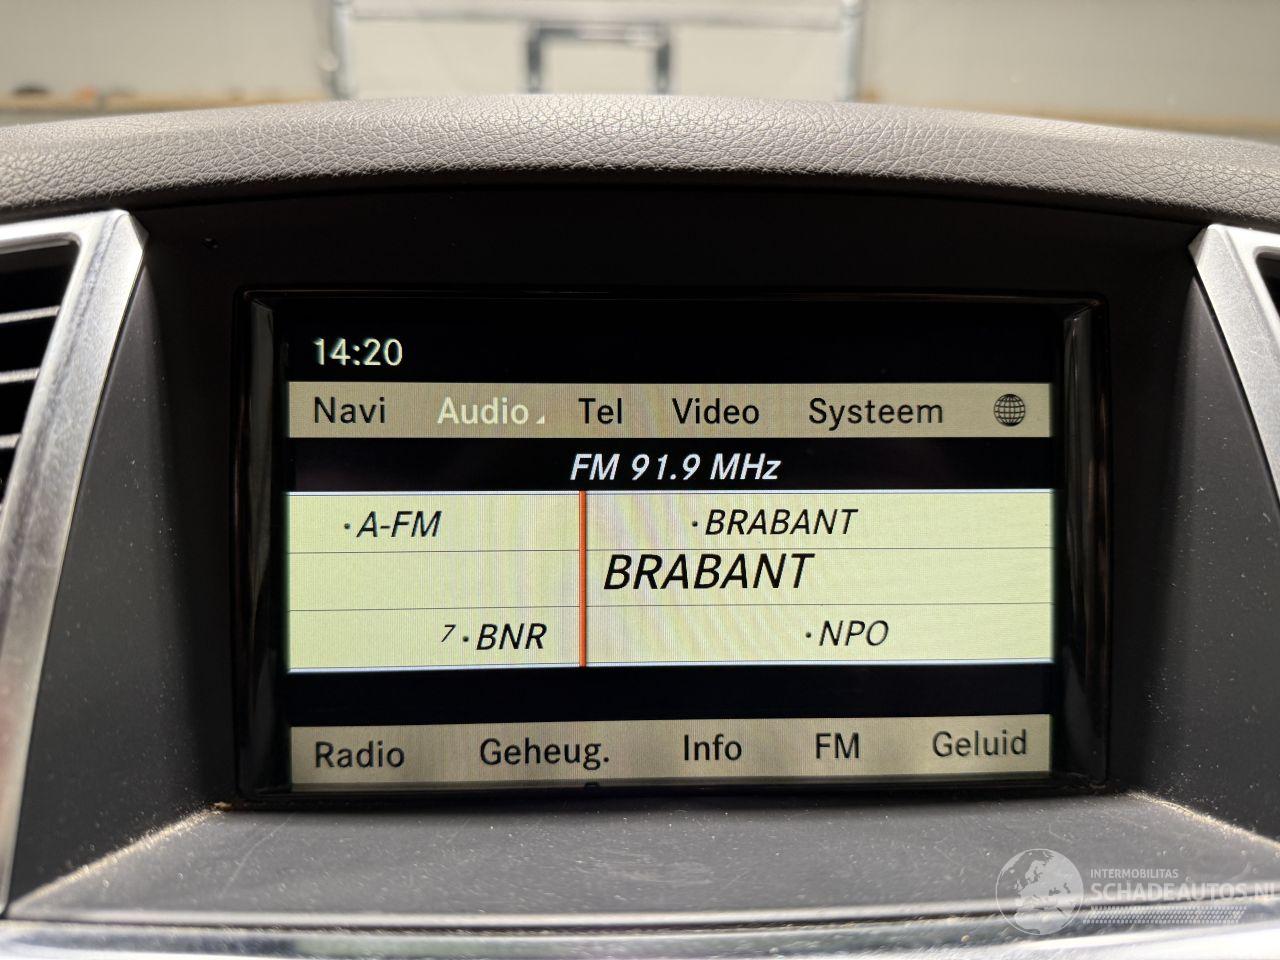 14:20
Navi Audio Tel Video Systeem
FM 91.9 MHz
·A-FM ·BRABANT
BRABANT
7 ·BNR ·NPO
Radio Geheug. Info FM Geluid
INTERMOBILITAS
SCHADEAUTOS.NL